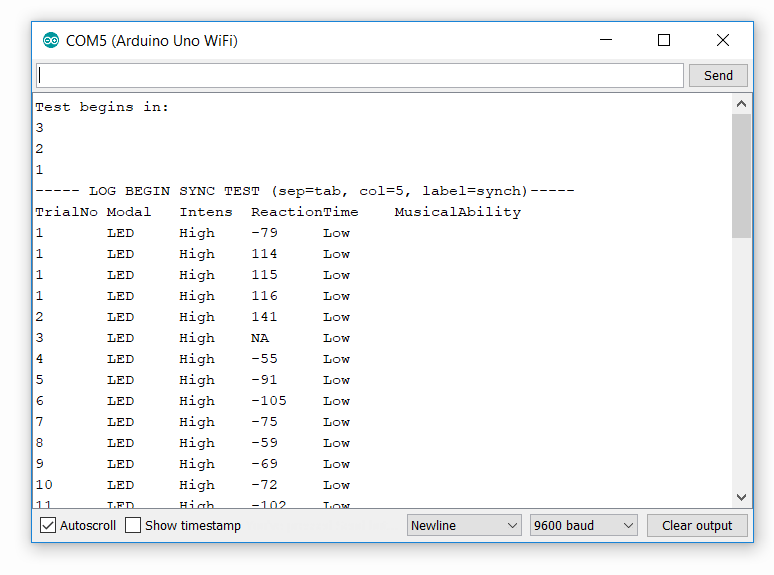 COM5 (Arduino Uno WiFi)
Send
Test begins in:
3
2
1
----- LOG BEGIN SYNC TEST (sep=tab, col=5, label=synch)-----
TrialNo Modal Intens ReactionTime MusicalAbility
1 LED High -79 Low
1 LED High 114 Low
1 LED High 115 Low
1 LED High 116 Low
2 LED High 141 Low
3 LED High NA Low
4 LED High -55 Low
5 LED High -91 Low
6 LED High -105 Low
7 LED High -75 Low
8 LED High -59 Low
9 LED High -69 Low
10 LED High -72 Low
11 LED High -102 Low
Autoscroll Show timestamp Newline 9600 baud Clear output